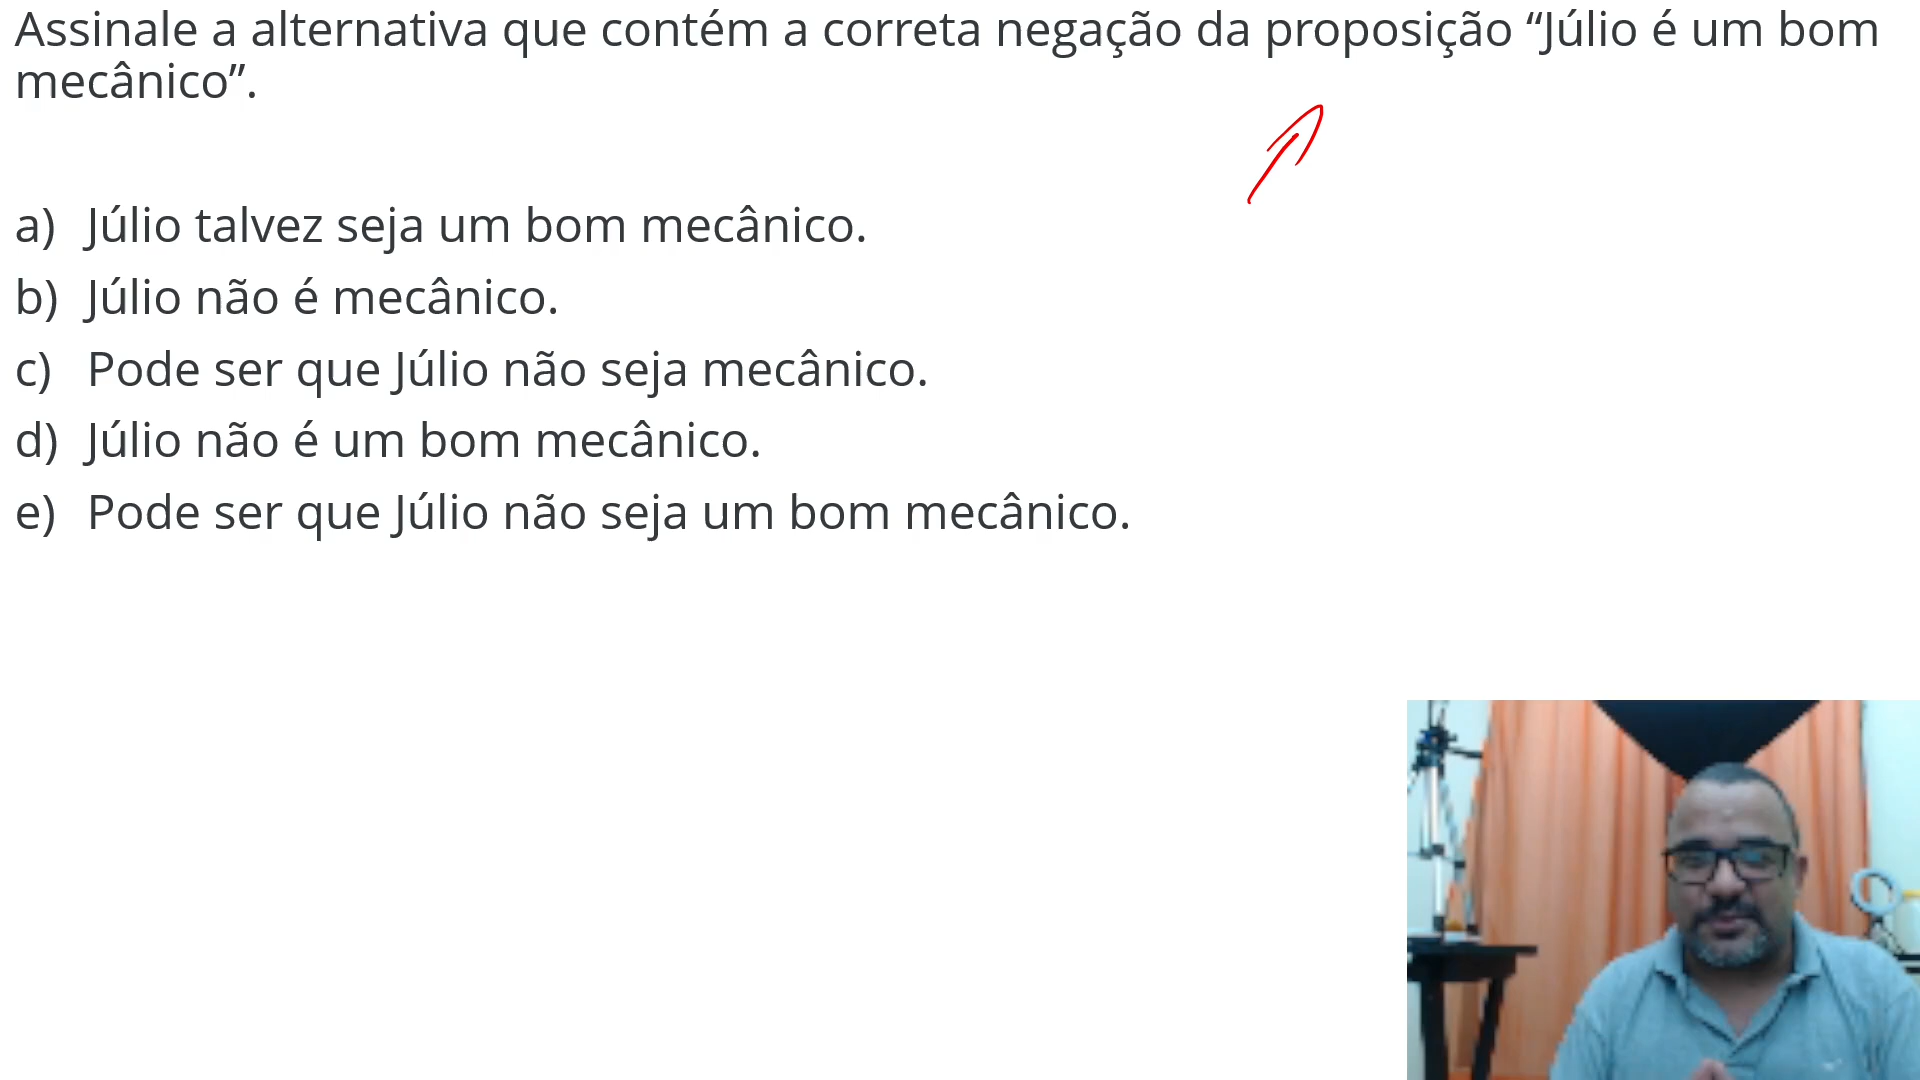 Assinale a alternativa que contém a correta negação da proposição “Júlio é um bom
mecânico”.
a) Júlio talvez seja um bom mecânico.
b) Júlio não é mecânico.
c) Pode ser que Júlio não seja mecânico.
d) Júlio não é um bom mecânico.
e) Pode ser que Júlio não seja um bom mecânico.